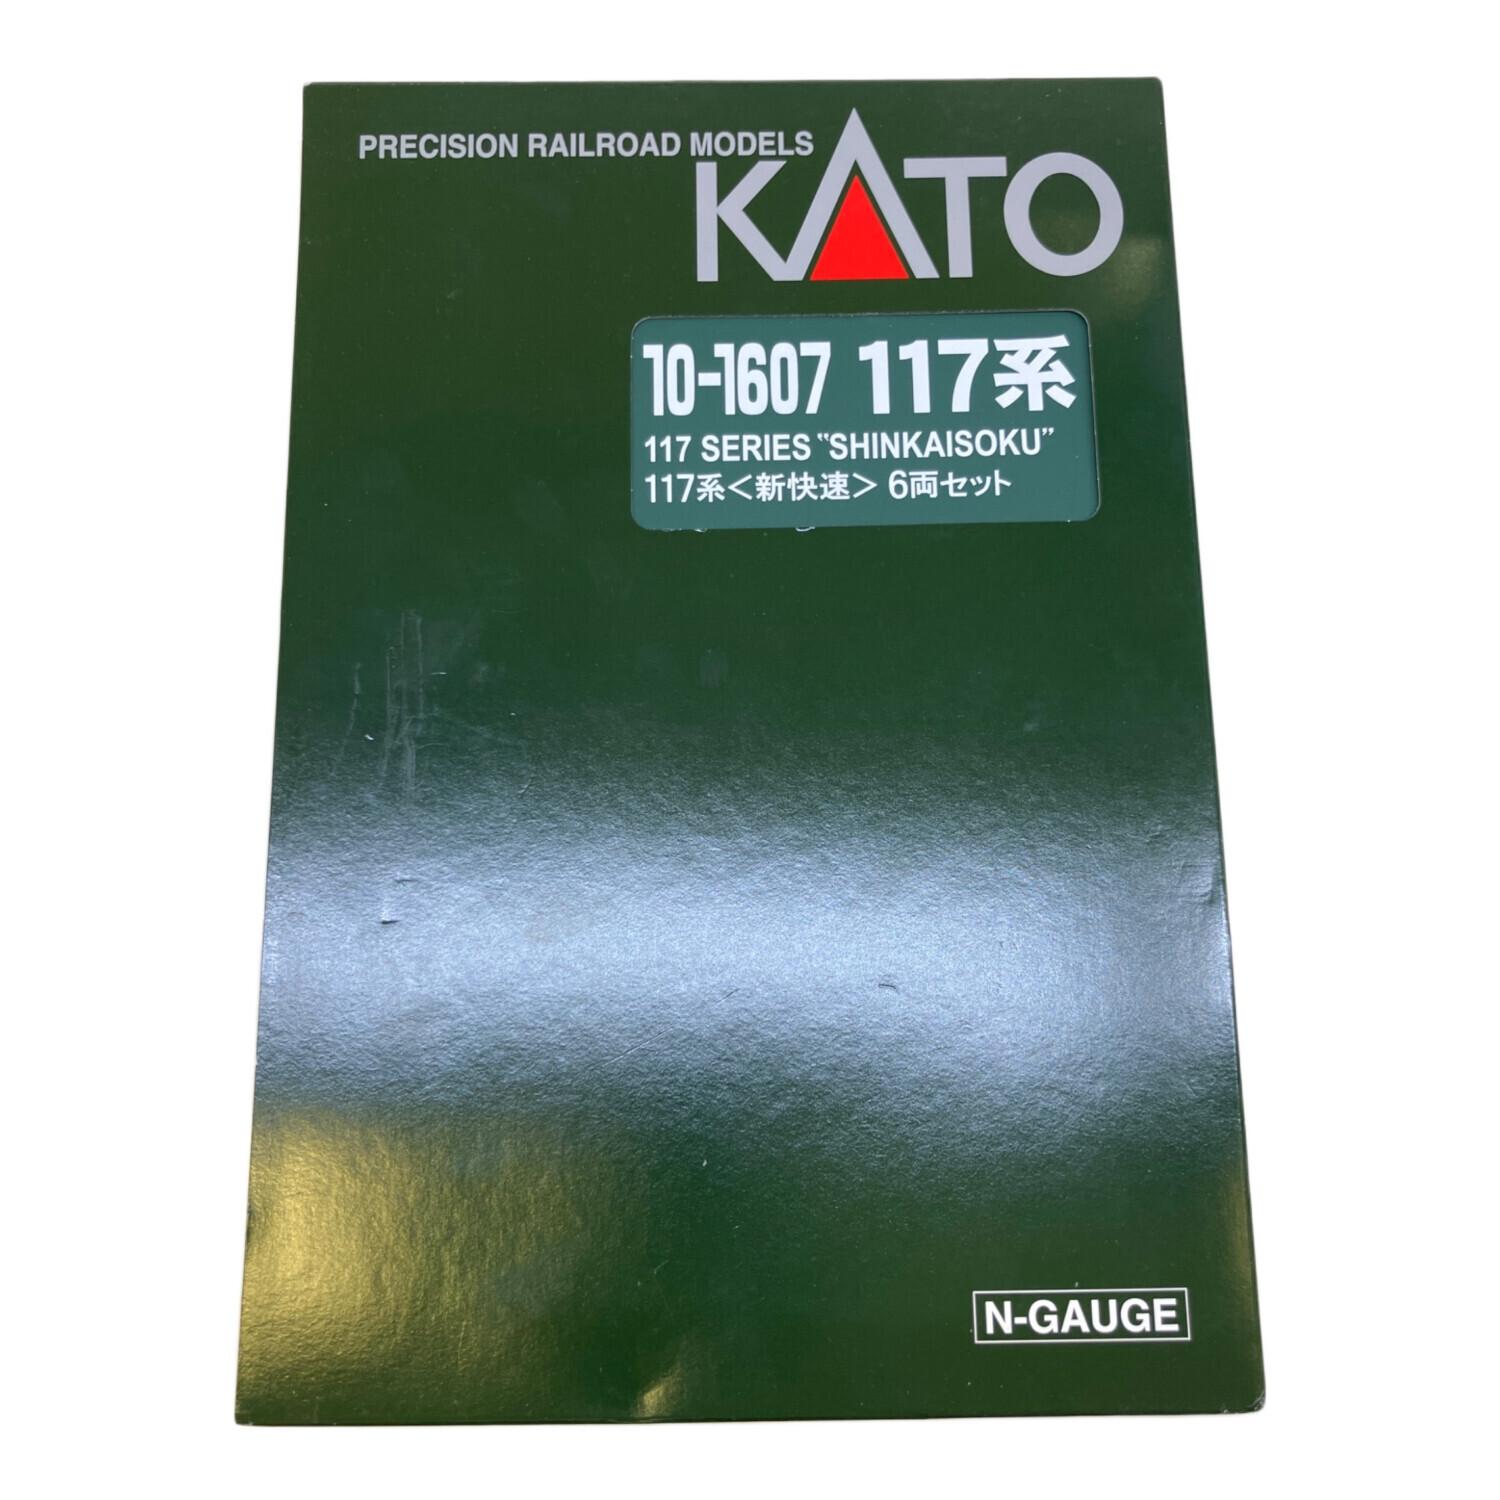 PRECISION RAILROAD MODELS
KATO
10-1607 117系
117 SERIES "SHINKAISOKU"
117系<新快速> 6両セット
N-GAUGE